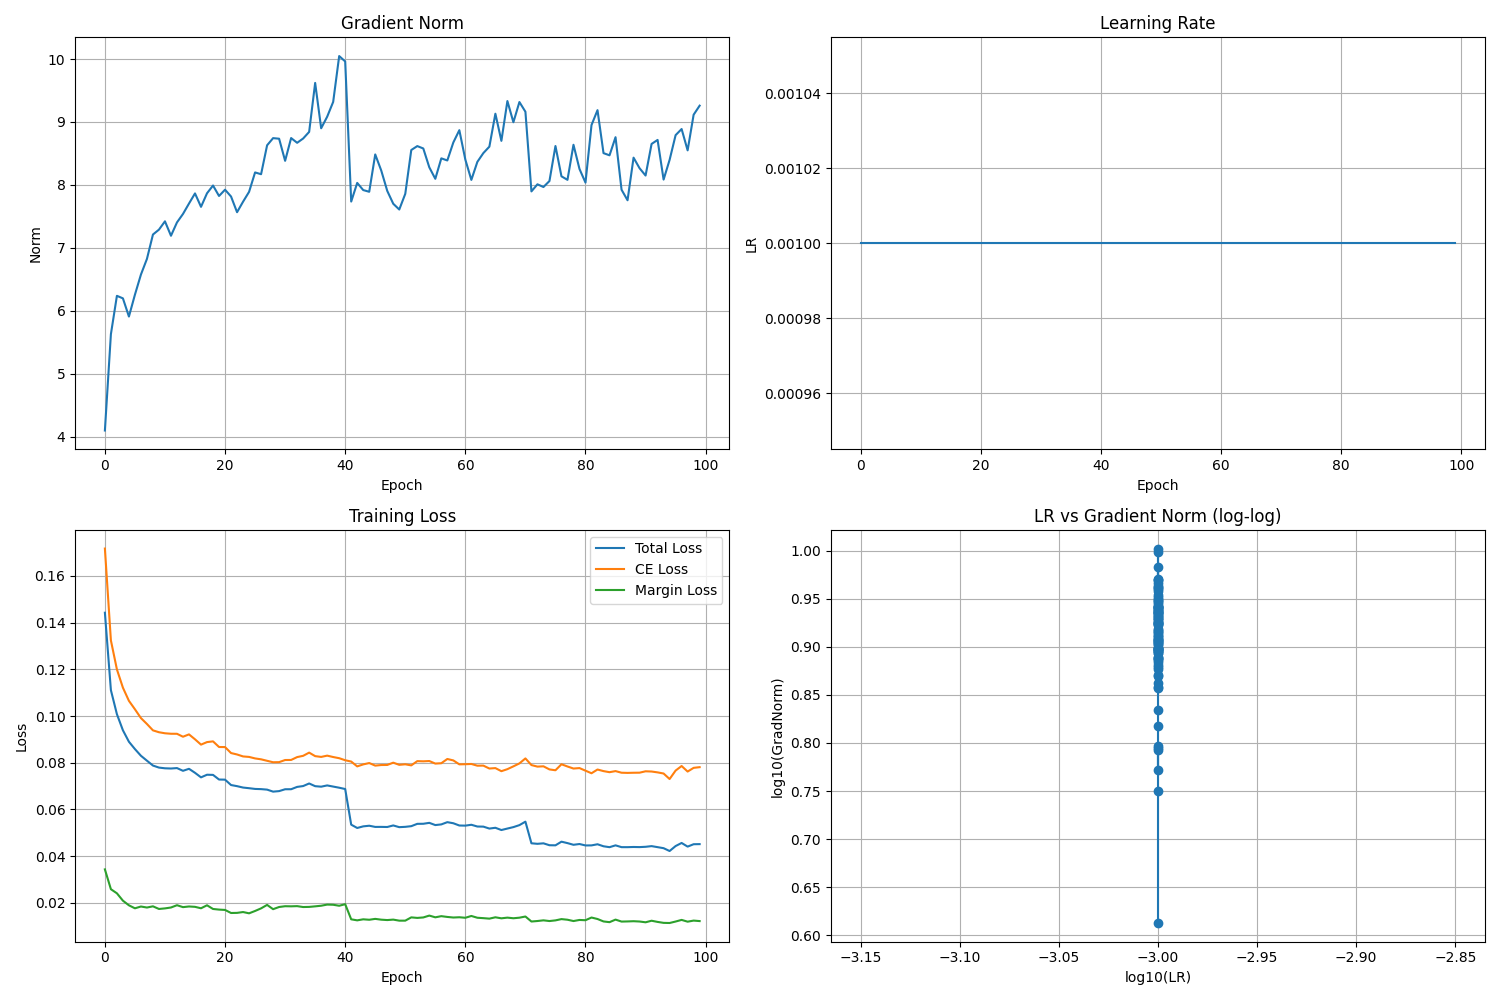 Gradient Norm
10
9
8
7
6
5
4
Norm
0 20 40 60 80 100
Epoch
Learning Rate
0.00104
0.00102
0.00100
0.00098
0.00096
LR
0 20 40 60 80 100
Epoch
Training Loss
Total Loss
CE Loss
Margin Loss
0.16
0.14
0.12
0.10
0.08
0.06
0.04
0.02
Loss
0 20 40 60 80 100
Epoch
LR vs Gradient Norm (log-log)
1.00
0.95
0.90
0.85
0.80
0.75
0.70
0.65
0.60
log10(GradNorm)
−3.15 −3.10 −3.05 −3.00 −2.95 −2.90 −2.85
log10(LR)